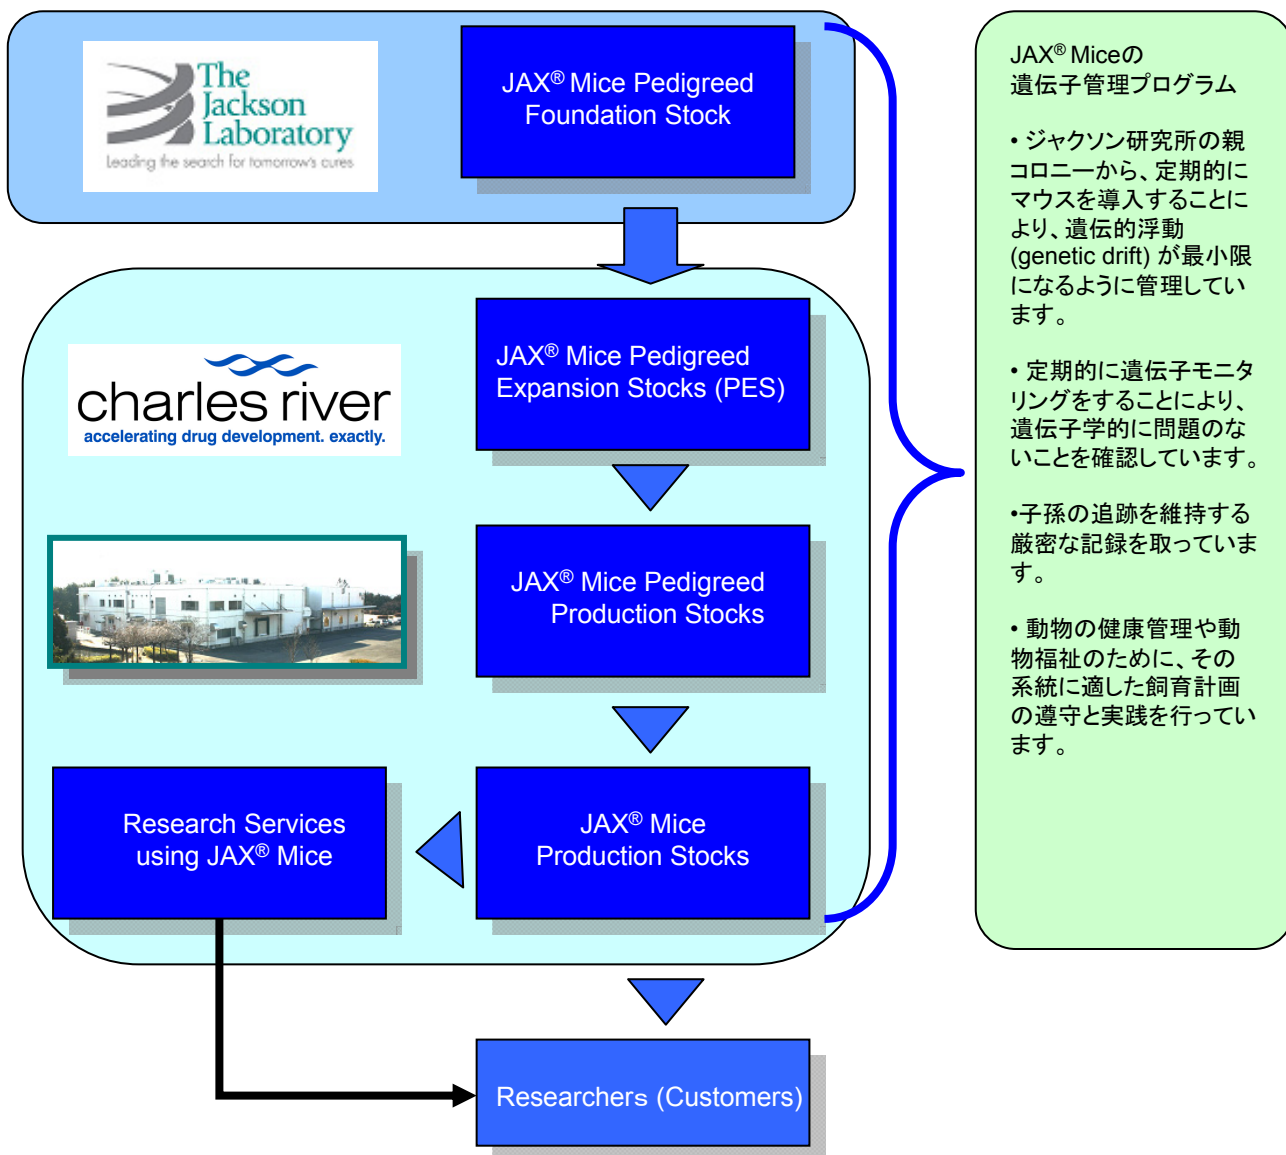 The
Jackson
Laboratory
Leading the search for tomorrow's cures
JAX® Mice Pedigreed
Foundation Stock
charles river
accelerating drug development. exactly.
JAX® Mice Pedigreed
Expansion Stocks (PES)
JAX® Mice Pedigreed
Production Stocks
Research Services
using JAX® Mice
JAX® Mice
Production Stocks
Researchers (Customers)
JAX® Miceの
遺伝子管理プログラム
• ジャクソン研究所の親
コロニーから、定期的に
マウスを導入することに
より、遺伝的浮動
(genetic drift) が最小限
になるように管理してい
ます。
• 定期的に遺伝子モニタ
リングをすることにより、
遺伝子学的に問題のな
いことを確認しています。
•子孫の追跡を維持する
厳密な記録を取っていま
す。
• 動物の健康管理や動
物福祉のために、その
系統に適した飼育計画
の遵守と実践を行ってい
ます。